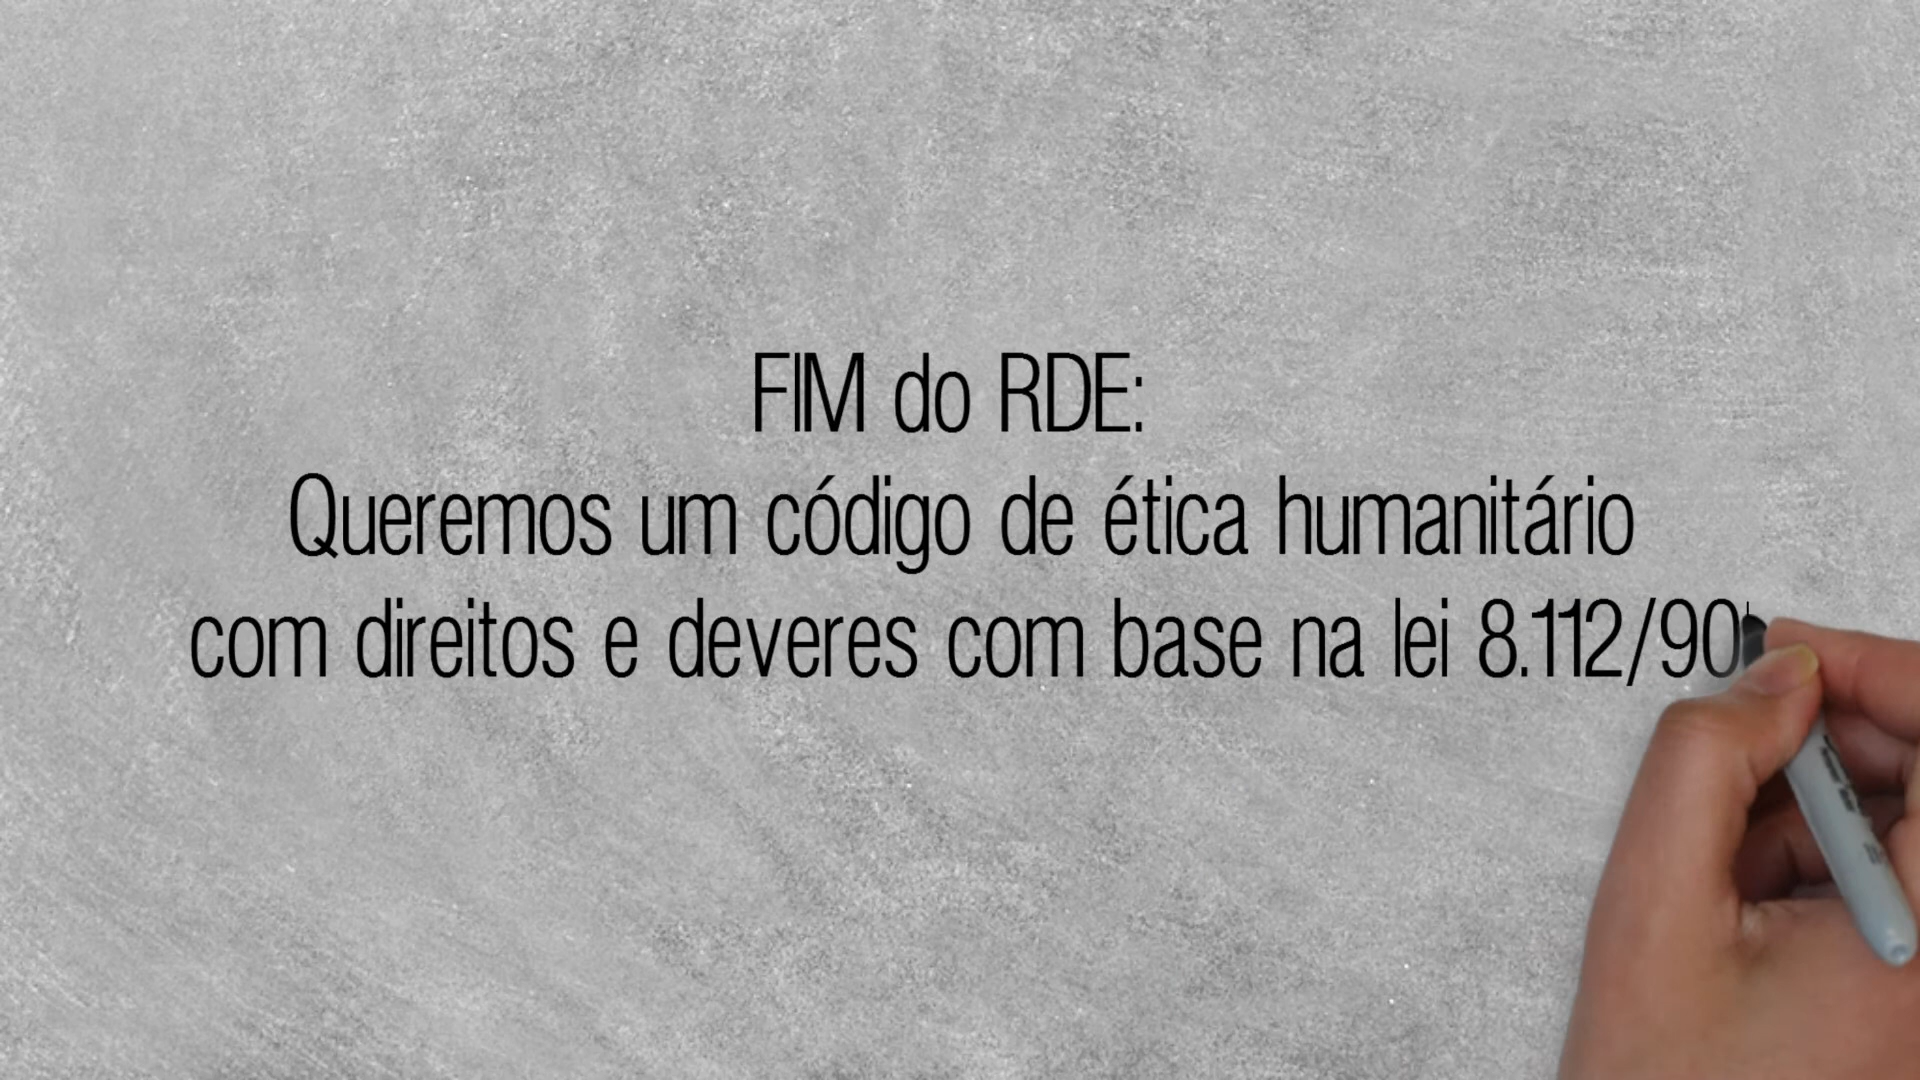 FIM do RDE:
Queremos um código de ética humanitário
com direitos e deveres com base na lei 8.112/90